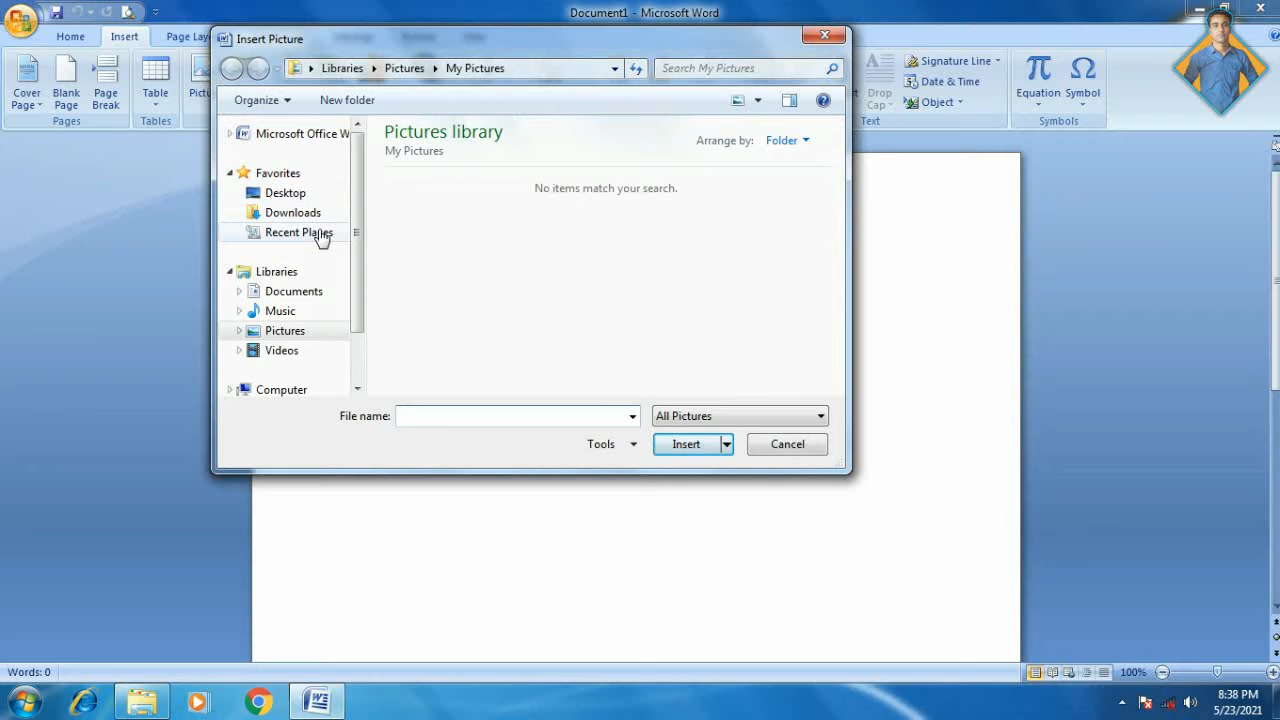 Document1 - Microsoft Word
Home
Insert
Insert Picture
Libraries
Pictures
My Pictures
Search My Pictures
Signature Line
Date & Time
Object
Cover Page
Blank Page
Page Break
Table
Drop Cap
Equation
Symbol
Pages
Tables
Text
Symbols
Organize
New folder
Microsoft Office W
Pictures library
My Pictures
Arrange by:
Folder
No items match your search.
Favorites
Desktop
Downloads
Recent Places
Libraries
Documents
Music
Pictures
Videos
Computer
File name:
All Pictures
Tools
Insert
Cancel
Words: 0
100%
8:38 PM
5/23/2021